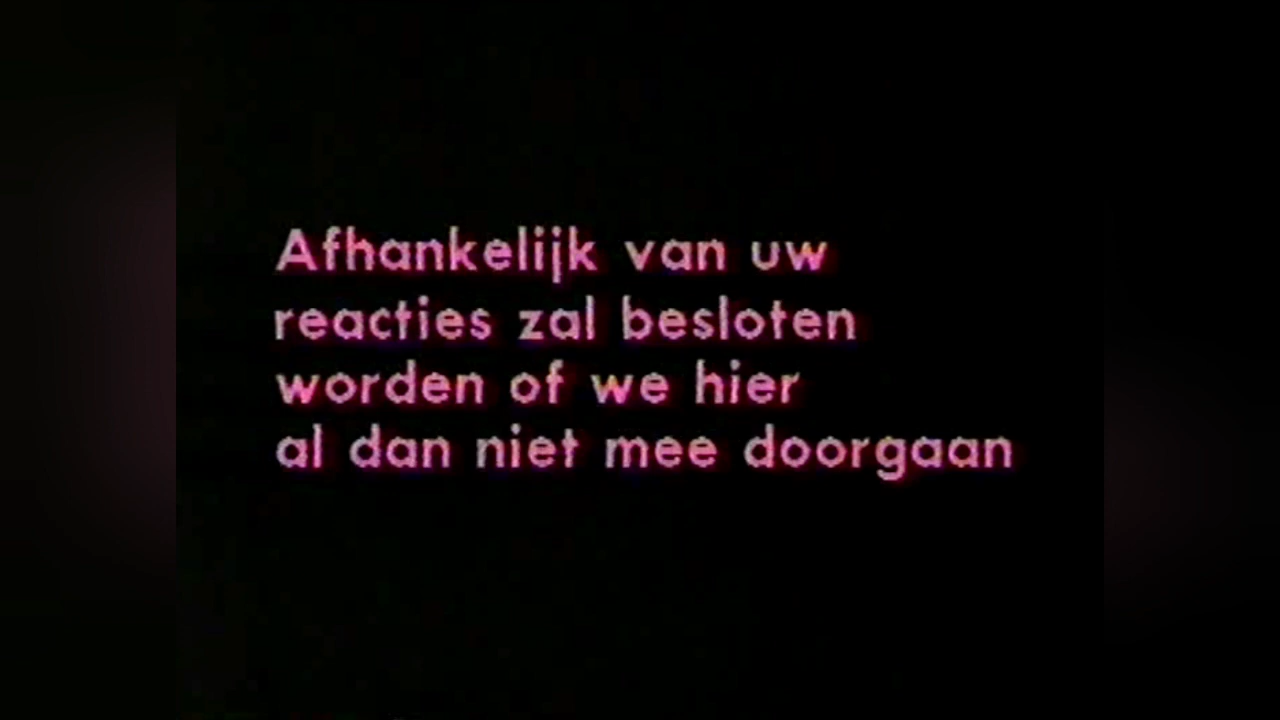 Afhankelijk van uw
reacties zal besloten
worden of we hier
al dan niet mee doorgaan